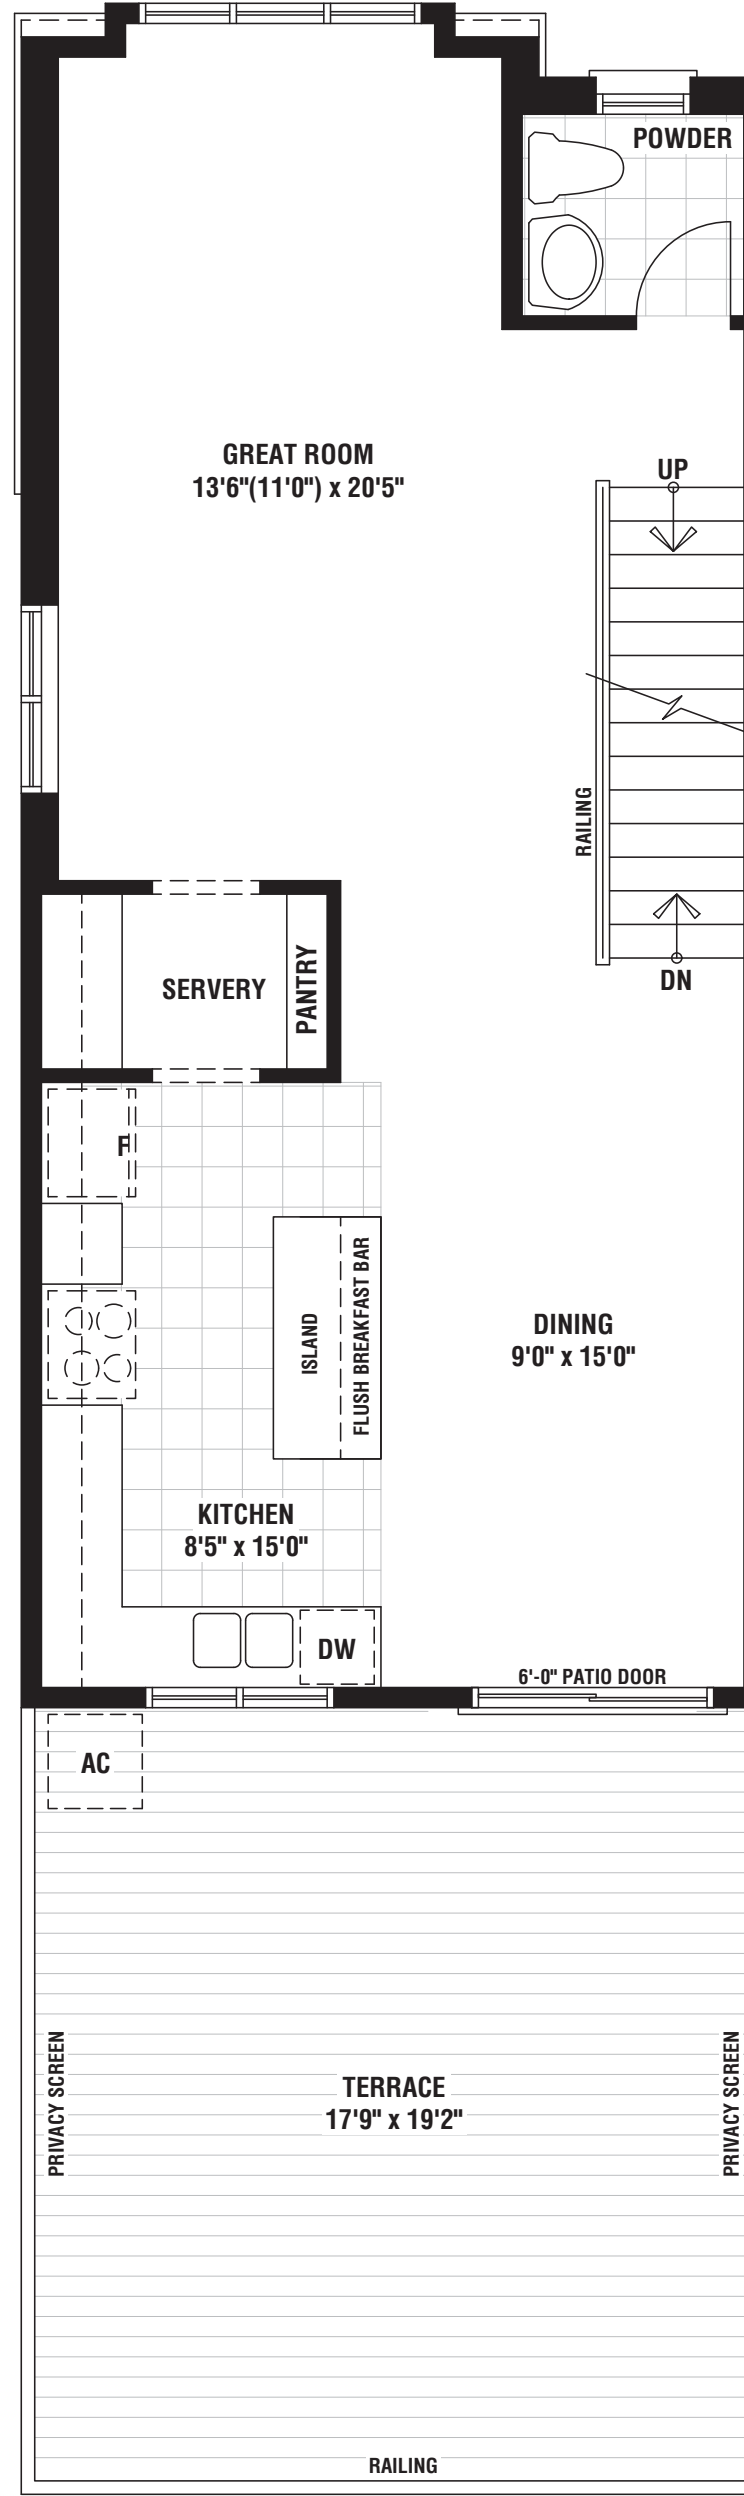 POWDER
GREAT ROOM
13'6"(11'0") x 20'5"
UP
RAILING
SERVERY
PANTRY
DN
F
ISLAND
FLUSH BREAKFAST BAR
DINING
9'0" x 15'0"
KITCHEN
8'5" x 15'0"
DW
6'-0" PATIO DOOR
AC
PRIVACY SCREEN
TERRACE
17'9" x 19'2"
PRIVACY SCREEN
RAILING